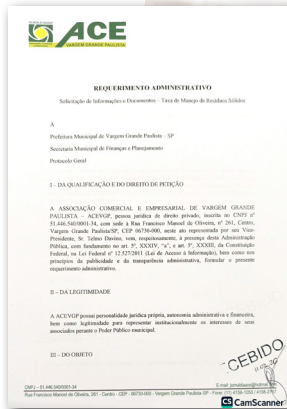 ACE
VARGEM GRANDE PAULISTA
REQUERIMENTO ADMINISTRATIVO
Solicitação de Informações e Documentos – Taxa de Manejo de Resíduos Sólidos
À
Prefeitura Municipal de Vargem Grande Paulista – SP
Secretaria Municipal de Finanças e Planejamento
Protocolo Geral
I – DA QUALIFICAÇÃO E DO DIREITO DE PETIÇÃO
A ASSOCIAÇÃO COMERCIAL E EMPRESARIAL DE VARGEM GRANDE
PAULISTA – ACEVGP, pessoa jurídica de direito privado, inscrita no CNPJ nº
51.446.540/0001-34, com sede à Rua Francisco Manoel de Oliveira, nº 261, Centro,
Vargem Grande Paulista/SP, CEP 06730-000, neste ato representada por seu Vice-
Presidente, Sr. Telmo Davino, vem, respeitosamente, à presença desta Administração
Pública, com fundamento no art. 5º, XXXIV, “a”, e art. 5º, XXXIII, da Constituição
Federal, na Lei Federal nº 12.527/2011 (Lei de Acesso à Informação), bem como nos
princípios da publicidade e da transparência administrativa, formular o presente
requerimento administrativo.
II – DA LEGITIMIDADE
A ACEVGP possui personalidade jurídica própria, autonomia administrativa e financeira,
bem como legitimidade para representar institucionalmente os interesses de seus
associados perante o Poder Público municipal.
III – DO OBJETO
CEBIDO
CNPJ – 51.446.540/0001-34
Rua Francisco Manoel de Oliveira, 261 - Centro - CEP - 06730-000 - Vargem Grande Paulista-SP - Fone: (11) 4158-1053 /
CS CamScanner